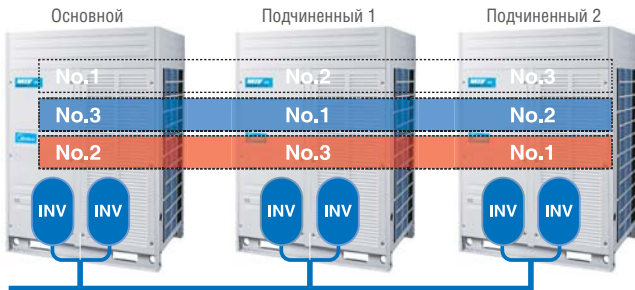 Основной Подчиненный 1 Подчиненный 2
No.1 No.2 No.3
No.3 No.1 No.2
No.2 No.3 No.1
INV INV INV INV INV INV